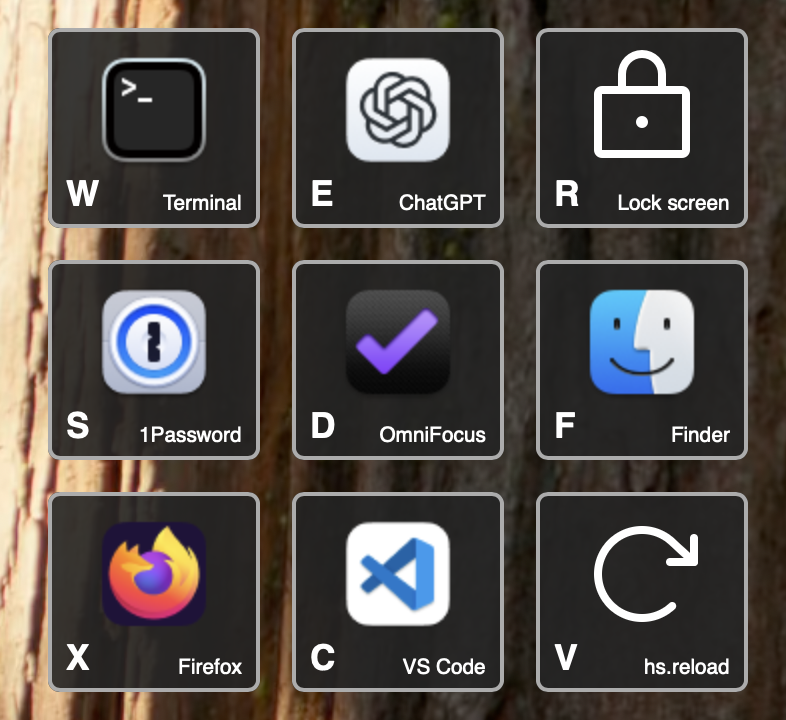 >_
W Terminal
E ChatGPT
R Lock screen
S 1Password
D OmniFocus
F Finder
X Firefox
C VS Code
V hs.reload